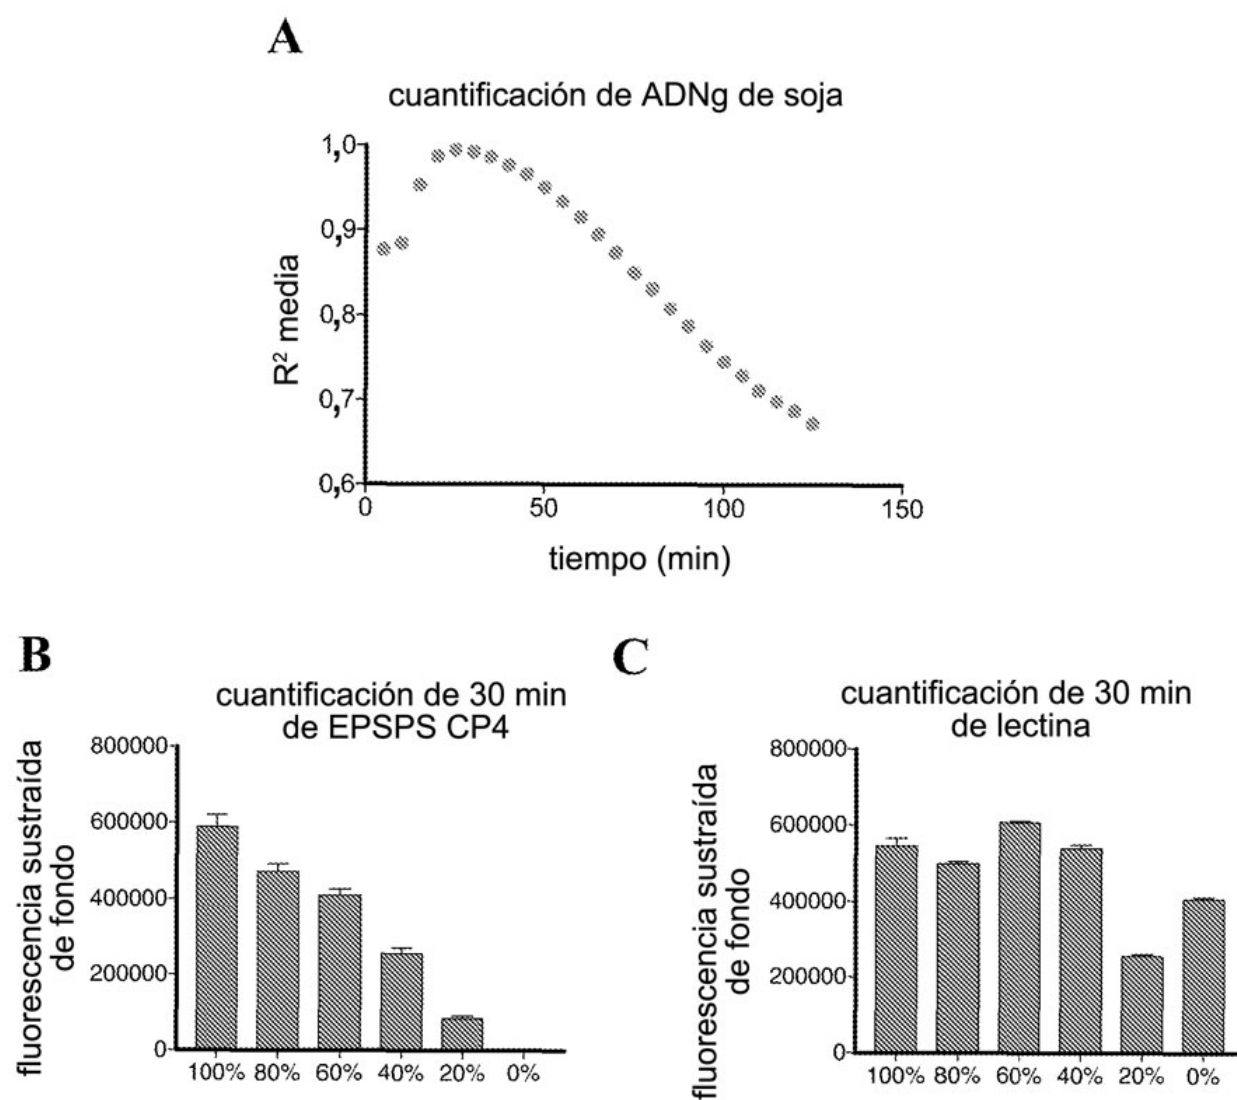 A
cuantificación de ADNg de soja
1,0
0,9
0,8
0,7
0,6
R² media
0
50
100
150
tiempo (min)
B
cuantificación de 30 min
de EPSPS CP4
fluorescencia sustraída
de fondo
800000
600000
400000
200000
0
100% 80% 60% 40% 20% 0%
C
cuantificación de 30 min
de lectina
fluorescencia sustraída
de fondo
800000
600000
400000
200000
0
100% 80% 60% 40% 20% 0%